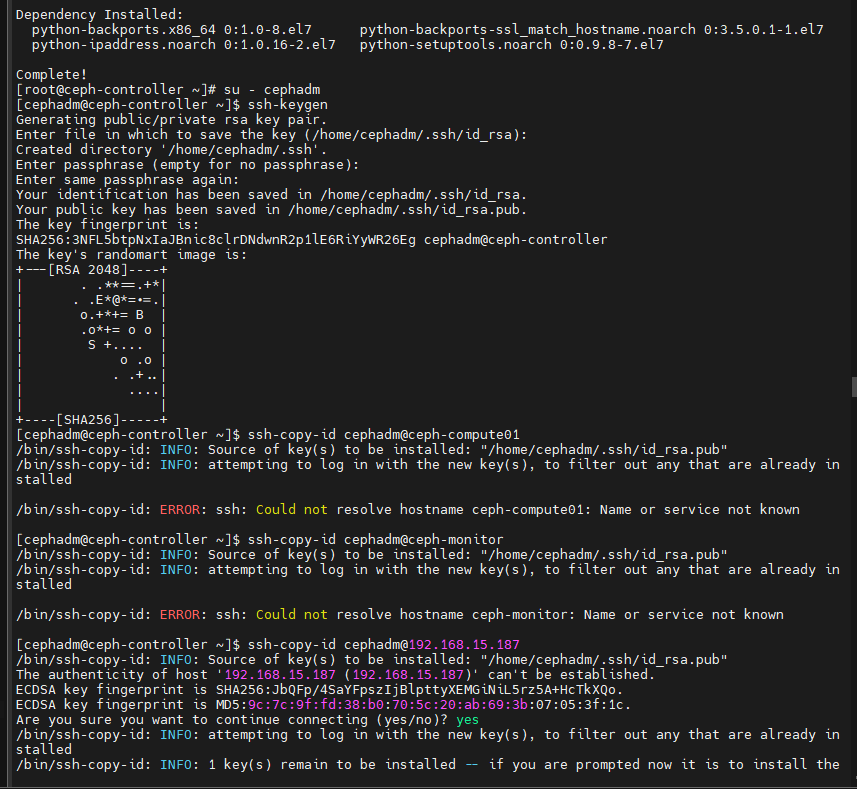 Dependency Installed:
  python-backports.x86_64 0:1.0-8.el7      python-backports-ssl_match_hostname.noarch 0:3.5.0.1-1.el7
  python-ipaddress.noarch 0:1.0.16-2.el7   python-setuptools.noarch 0:0.9.8-7.el7

Complete!
[root@ceph-controller ~]# su - cephadm
[cephadm@ceph-controller ~]$ ssh-keygen
Generating public/private rsa key pair.
Enter file in which to save the key (/home/cephadm/.ssh/id_rsa):
Created directory '/home/cephadm/.ssh'.
Enter passphrase (empty for no passphrase):
Enter same passphrase again:
Your identification has been saved in /home/cephadm/.ssh/id_rsa.
Your public key has been saved in /home/cephadm/.ssh/id_rsa.pub.
The key fingerprint is:
SHA256:3NFL5btpNxIaJBnic8clrDNdwnR2p1lE6RiYyWR26Eg cephadm@ceph-controller
The key's randomart image is:
+---[RSA 2048]----+
|       . .**==.+*|
|      . .E*@*=+=.|
|       o.+*+= B  |
|       .o*+= o o |
|        S +....  |
|            o .o |
|           . .+ ..|
|             ....|
|                 |
+----[SHA256]-----+
[cephadm@ceph-controller ~]$ ssh-copy-id cephadm@ceph-compute01
/bin/ssh-copy-id: INFO: Source of key(s) to be installed: "/home/cephadm/.ssh/id_rsa.pub"
/bin/ssh-copy-id: INFO: attempting to log in with the new key(s), to filter out any that are already in
stalled

/bin/ssh-copy-id: ERROR: ssh: Could not resolve hostname ceph-compute01: Name or service not known

[cephadm@ceph-controller ~]$ ssh-copy-id cephadm@ceph-monitor
/bin/ssh-copy-id: INFO: Source of key(s) to be installed: "/home/cephadm/.ssh/id_rsa.pub"
/bin/ssh-copy-id: INFO: attempting to log in with the new key(s), to filter out any that are already in
stalled

/bin/ssh-copy-id: ERROR: ssh: Could not resolve hostname ceph-monitor: Name or service not known

[cephadm@ceph-controller ~]$ ssh-copy-id cephadm@192.168.15.187
/bin/ssh-copy-id: INFO: Source of key(s) to be installed: "/home/cephadm/.ssh/id_rsa.pub"
The authenticity of host '192.168.15.187 (192.168.15.187)' can't be established.
ECDSA key fingerprint is SHA256:JbQFp/4SaYFpszIjBlpttyXEMGiNiL5rz5A+HcTkXQo.
ECDSA key fingerprint is MD5:9c:7c:9f:fd:38:b0:70:5c:20:ab:69:3b:07:05:3f:1c.
Are you sure you want to continue connecting (yes/no)? yes
/bin/ssh-copy-id: INFO: attempting to log in with the new key(s), to filter out any that are already in
stalled
/bin/ssh-copy-id: INFO: 1 key(s) remain to be installed -- if you are prompted now it is to install the